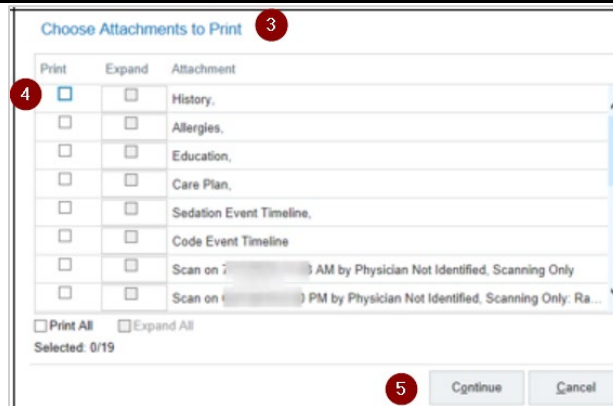 Choose Attachments to Print 3
Print Expand Attachment
4 History,
Allergies,
Education,
Care Plan,
Sedation Event Timeline,
Code Event Timeline
Scan on AM by Physician Not Identified, Scanning Only
Scan on PM by Physician Not Identified, Scanning Only: Ra...
Print All Expand All
Selected: 0/19
5 Continue Cancel